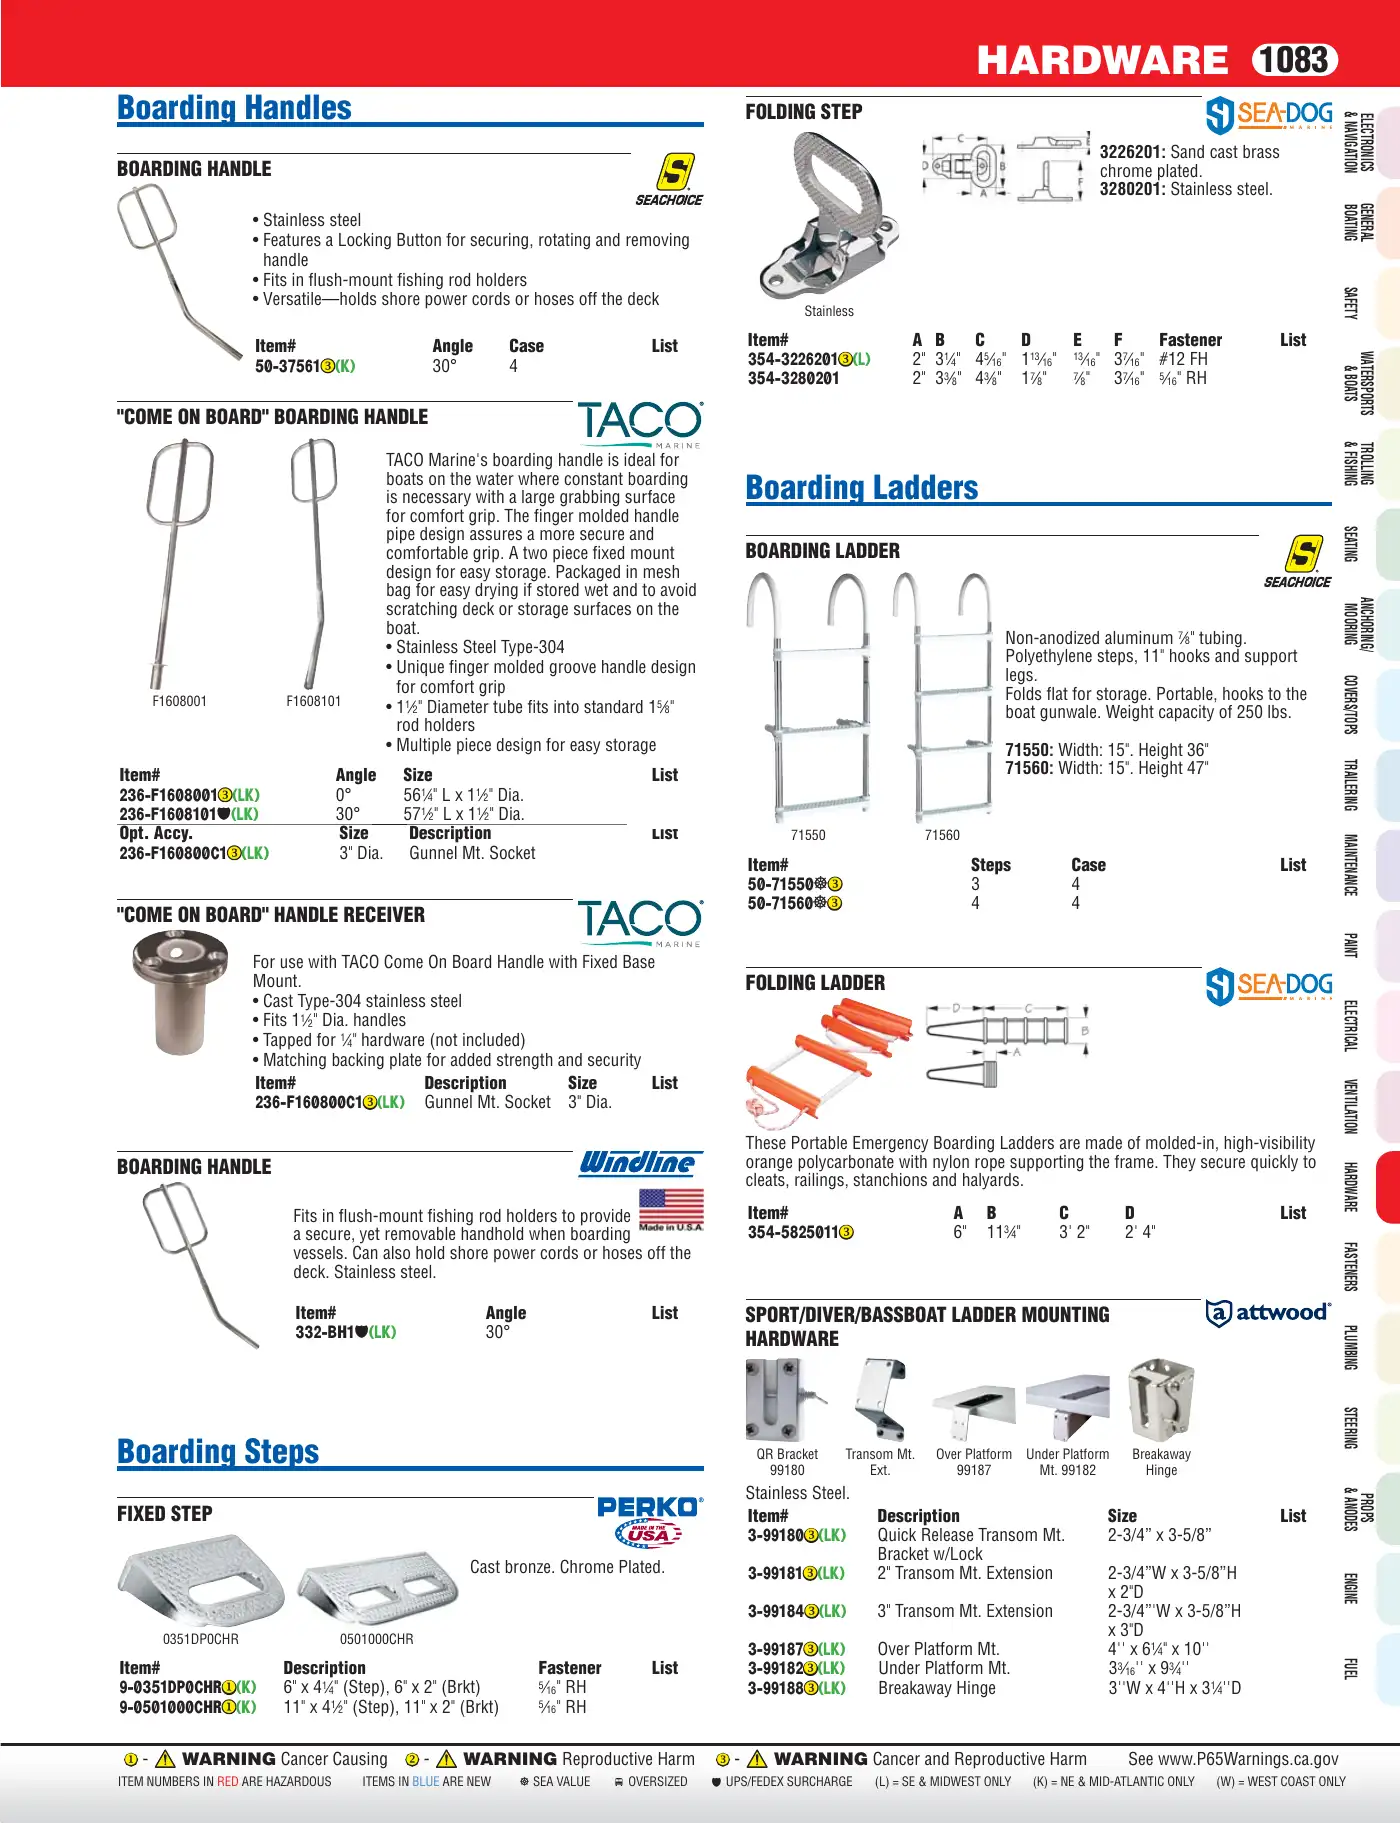 HARDWARE 1083
Boarding Handles
BOARDING HANDLE
S
SEACHOICE
• Stainless steel
• Features a Locking Button for securing, rotating and removing
handle
• Fits in flush-mount fishing rod holders
• Versatile—holds shore power cords or hoses off the deck
Item# Angle Case List
50-37561③(K) 30° 4
"COME ON BOARD" BOARDING HANDLE
TACO®
MARINE
TACO Marine's boarding handle is ideal for
boats on the water where constant boarding
is necessary with a large grabbing surface
for comfort grip. The finger molded handle
pipe design assures a more secure and
comfortable grip. A two piece fixed mount
design for easy storage. Packaged in mesh
bag for easy drying if stored wet and to avoid
scratching deck or storage surfaces on the
boat.
• Stainless Steel Type-304
• Unique finger molded groove handle design
for comfort grip
• 1½" Diameter tube fits into standard 1⅝"
rod holders
• Multiple piece design for easy storage
F1608001 F1608101
Item# Angle Size List
236-F1608001③(LK) 0° 56¼" L x 1½" Dia.
236-F1608101(LK) 30° 57½" L x 1½" Dia.
Opt. Accy. Size Description List
236-F160800C1③(LK) 3" Dia. Gunnel Mt. Socket
"COME ON BOARD" HANDLE RECEIVER
TACO®
MARINE
For use with TACO Come On Board Handle with Fixed Base
Mount.
• Cast Type-304 stainless steel
• Fits 1½" Dia. handles
• Tapped for ¼" hardware (not included)
• Matching backing plate for added strength and security
Item# Description Size List
236-F160800C1③(LK) Gunnel Mt. Socket 3" Dia.
BOARDING HANDLE
Windline
Made in U.S.A.
Fits in flush-mount fishing rod holders to provide
a secure, yet removable handhold when boarding
vessels. Can also hold shore power cords or hoses off the
deck. Stainless steel.
Item# Angle List
332-BH1(LK) 30°
Boarding Steps
FIXED STEP
PERKO®
MADE IN THE
USA
Cast bronze. Chrome Plated.
0351DP0CHR 0501000CHR
Item# Description Fastener List
9-0351DP0CHR①(K) 6" x 4¼" (Step), 6" x 2" (Brkt) 5⁄16" RH
9-0501000CHR①(K) 11" x 4½" (Step), 11" x 2" (Brkt) 5⁄16" RH
FOLDING STEP
SEA-DOG
MARINE
C
D
B
A
E
F
3226201: Sand cast brass
chrome plated.
3280201: Stainless steel.
Stainless
Item# A B C D E F Fastener List
354-3226201③(L) 2" 3¼" 45⁄16" 113⁄16" 13⁄16" 37⁄16" #12 FH
354-3280201 2" 3⅜" 4⅜" 1⅞" ⅞" 37⁄16" 5⁄16" RH
Boarding Ladders
BOARDING LADDER
S
SEACHOICE
Non-anodized aluminum ⅞" tubing.
Polyethylene steps, 11" hooks and support
legs.
Folds flat for storage. Portable, hooks to the
boat gunwale. Weight capacity of 250 lbs.
71550: Width: 15". Height 36"
71560: Width: 15". Height 47"
71550 71560
Item# Steps Case List
50-71550③ 3 4
50-71560③ 4 4
FOLDING LADDER
SEA-DOG
MARINE
D C
B
A
These Portable Emergency Boarding Ladders are made of molded-in, high-visibility
orange polycarbonate with nylon rope supporting the frame. They secure quickly to
cleats, railings, stanchions and halyards.
Item# A B C D List
354-5825011③ 6" 11¾" 3' 2" 2' 4"
SPORT/DIVER/BASSBOAT LADDER MOUNTING
HARDWARE
attwood®
QR Bracket Transom Mt. Over Platform Under Platform Breakaway
99180 Ext. 99187 Mt. 99182 Hinge
Stainless Steel.
Item# Description Size List
3-99180③(LK) Quick Release Transom Mt. 2-3/4” x 3-5/8”
Bracket w/Lock
3-99181③(LK) 2" Transom Mt. Extension 2-3/4”W x 3-5/8”H
x 2"D
3-99184③(LK) 3" Transom Mt. Extension 2-3/4”'W x 3-5/8”H
x 3"D
3-99187③(LK) Over Platform Mt. 4'' x 6¼" x 10''
3-99182③(LK) Under Platform Mt. 33⁄16'' x 9¾''
3-99188③(LK) Breakaway Hinge 3''W x 4''H x 3¼''D
ELECTRONICS
& NAVIGATION
GENERAL
BOATING
SAFETY
WATERSPORTS
& BOATS
TROLLING
& FISHING
SEATING
ANCHORING/
MOORING
COVERS/TOPS
TRAILERING
MAINTENANCE
PAINT
ELECTRICAL
VENTILATION
HARDWARE
FASTENERS
PLUMBING
STEERING
PROPS
& ANODES
ENGINE
FUEL
① - WARNING Cancer Causing ② - WARNING Reproductive Harm ③ - WARNING Cancer and Reproductive Harm See www.P65Warnings.ca.gov
ITEM NUMBERS IN RED ARE HAZARDOUS ITEMS IN BLUE ARE NEW SEA VALUE OVERSIZED UPS/FEDEX SURCHARGE (L) = SE & MIDWEST ONLY (K) = NE & MID-ATLANTIC ONLY (W) = WEST COAST ONLY